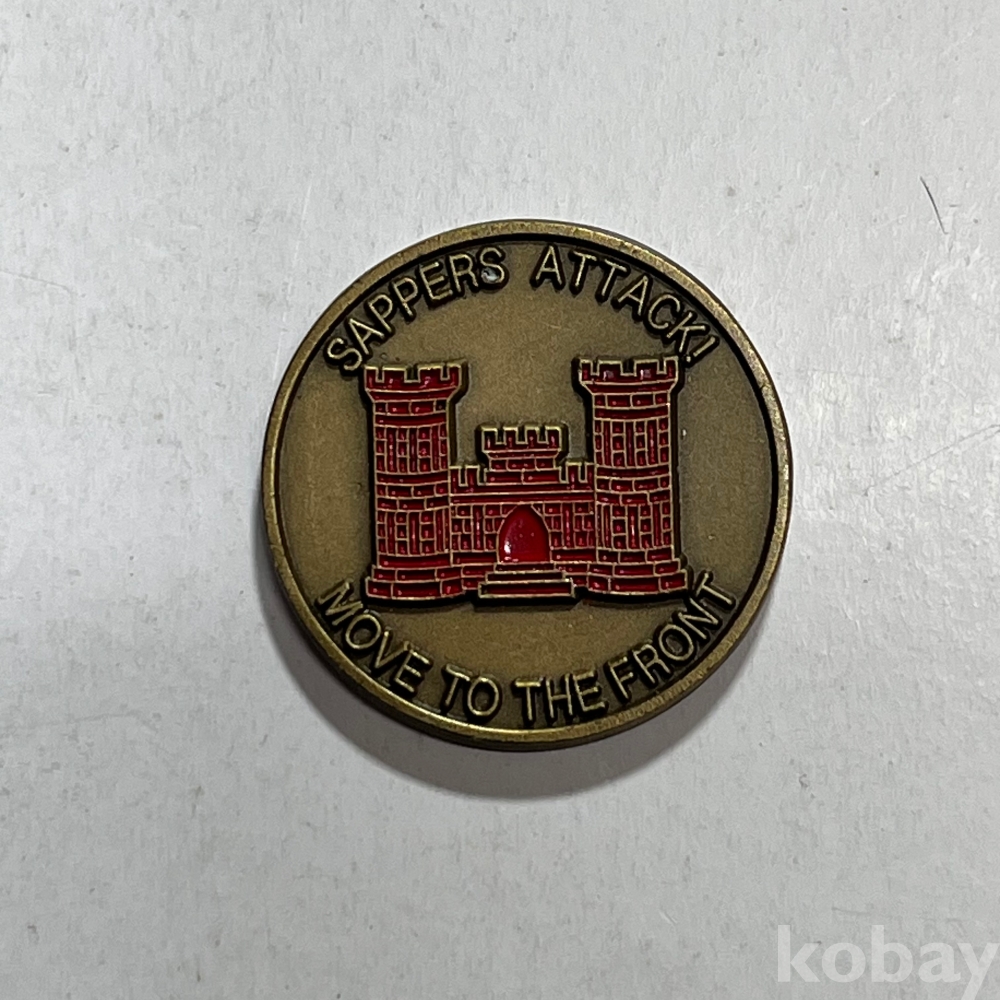 SAPPERS ATTACK!
MOVE TO THE FRONT
kobay